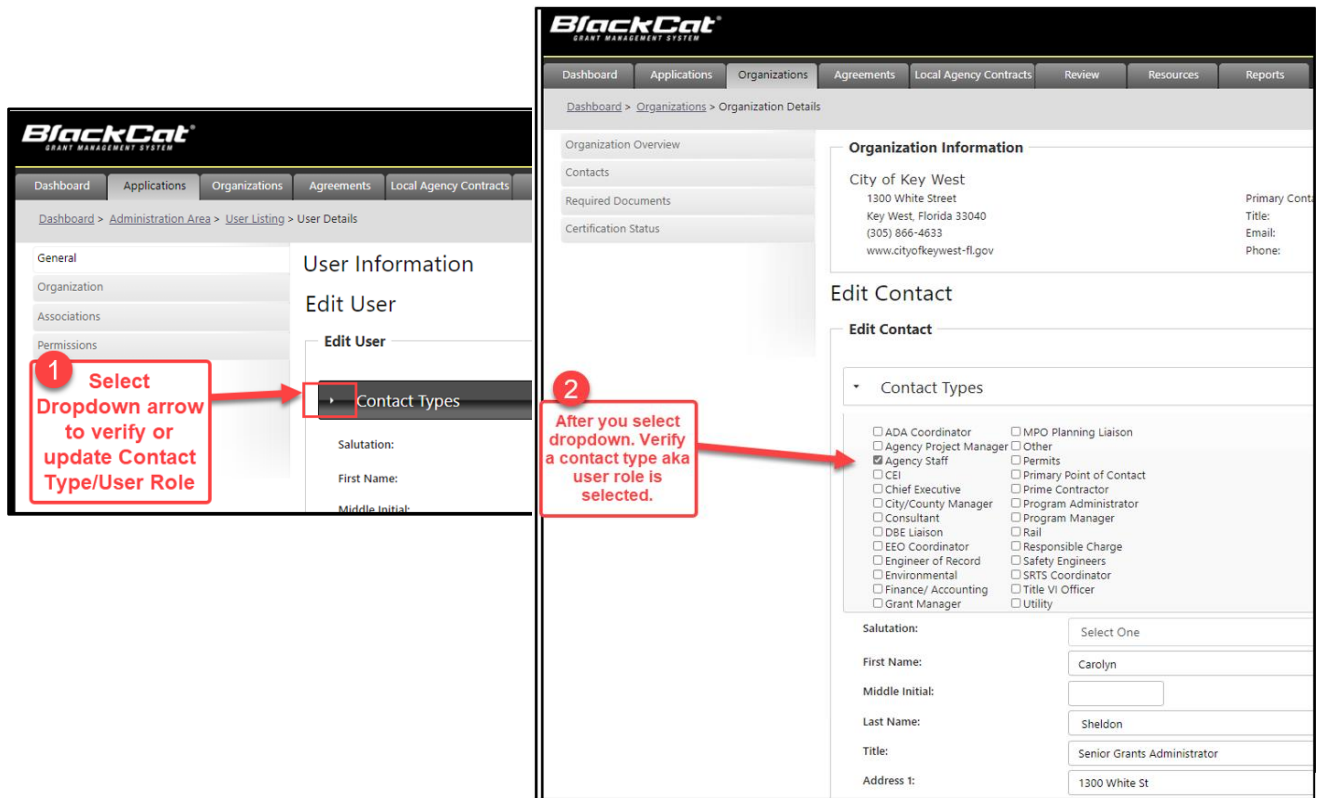 BlackCat
GRANT MANAGEMENT SYSTEM
Dashboard Applications Organizations Agreements Local Agency Contracts
Dashboard > Administration Area > User Listing > User Details
General
Organization
Associations
Permissions
User Information
Edit User
Edit User
Contact Types
Salutation:
First Name:
Middle Initial:
1
Select
Dropdown arrow
to verify or
update Contact
Type/User Role
BlackCat
GRANT MANAGEMENT SYSTEM
Dashboard Applications Organizations Agreements Local Agency Contracts Review Resources Reports
Dashboard > Organizations > Organization Details
Organization Overview
Contacts
Required Documents
Certification Status
Organization Information
City of Key West
1300 White Street
Key West, Florida 33040
(305) 866-4633
www.cityofkeywest-fl.gov
Primary Conta
Title:
Email:
Phone:
Edit Contact
Edit Contact
Contact Types
2
After you select
dropdown. Verify
a contact type aka
user role is
selected.
ADA Coordinator MPO Planning Liaison
Agency Project Manager Other
Agency Staff Permits
CEI Primary Point of Contact
Chief Executive Prime Contractor
City/County Manager Program Administrator
Consultant Program Manager
DBE Liaison Rail
EEO Coordinator Responsible Charge
Engineer of Record Safety Engineers
Environmental SRTS Coordinator
Finance/ Accounting Title VI Officer
Grant Manager Utility
Salutation: Select One
First Name: Carolyn
Middle Initial:
Last Name: Sheldon
Title: Senior Grants Administrator
Address 1: 1300 White St